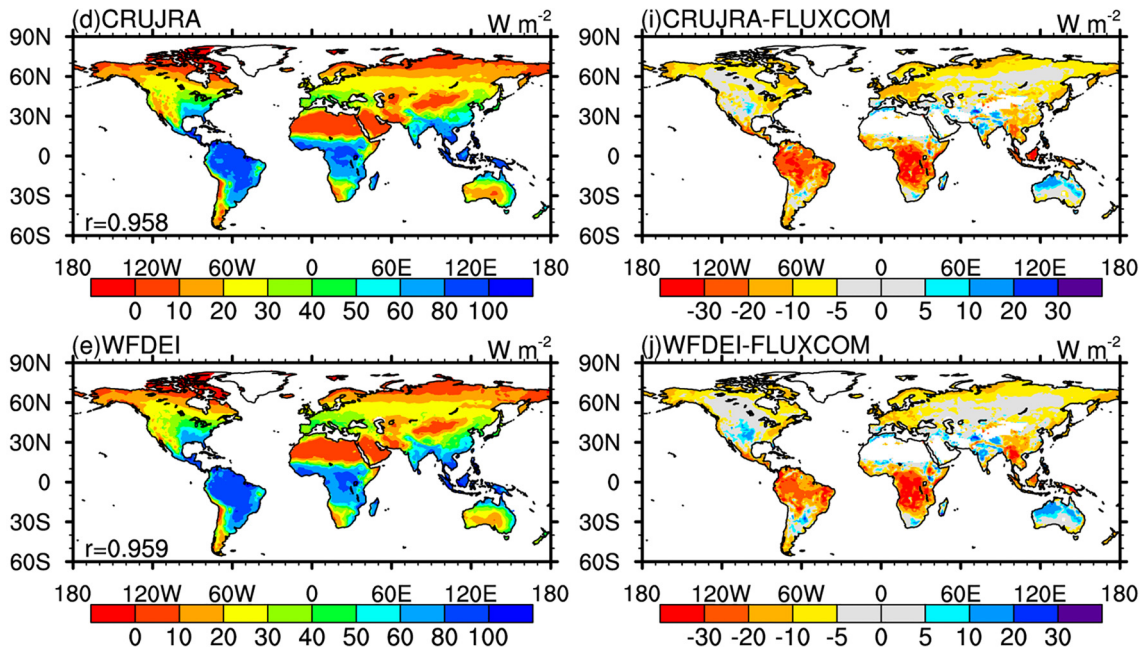 (d)CRUJRA W m-2
90N
60N
30N
0
30S
60S
r=0.958
180 120W 60W 0 60E 120E 180
0 10 20 30 40 50 60 80 100
(i)CRUJRA-FLUXCOM W m-2
90N
60N
30N
0
30S
60S
180 120W 60W 0 60E 120E 180
-30 -20 -10 -5 0 5 10 20 30
(e)WFDEI W m-2
90N
60N
30N
0
30S
60S
r=0.959
180 120W 60W 0 60E 120E 180
0 10 20 30 40 50 60 80 100
(j)WFDEI-FLUXCOM W m-2
90N
60N
30N
0
30S
60S
180 120W 60W 0 60E 120E 180
-30 -20 -10 -5 0 5 10 20 30